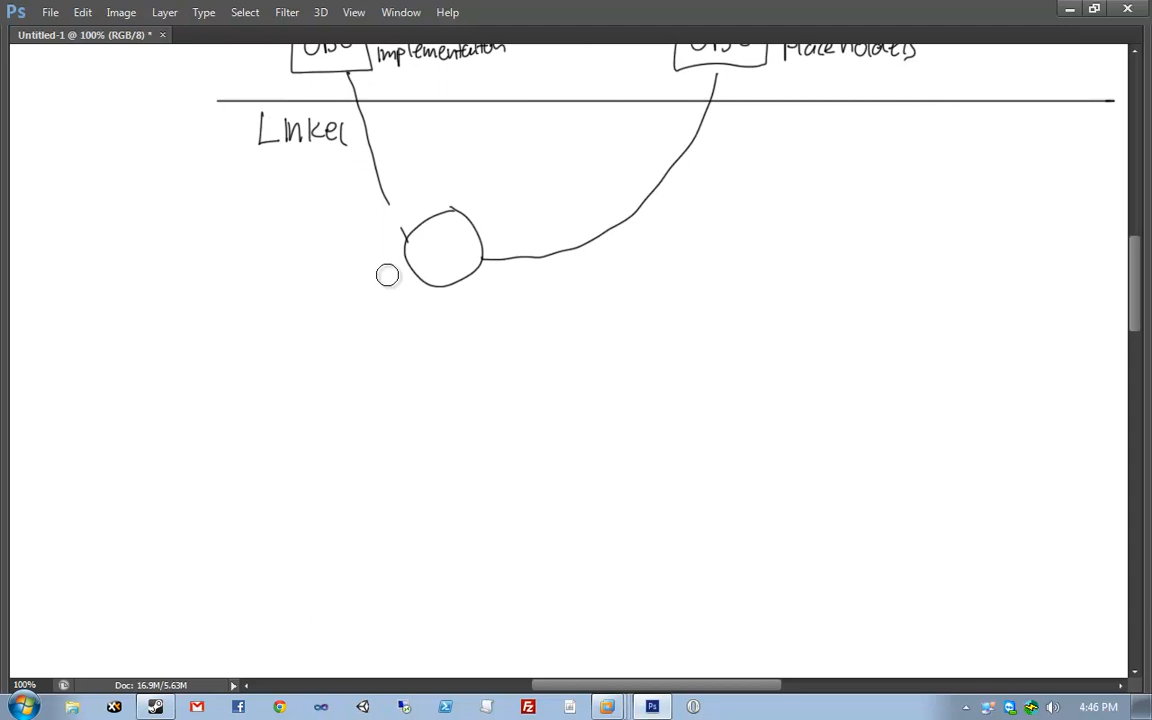 Ps File Edit Image Layer Type Select Filter 3D View Window Help
Untitled-1 @ 100% (RGB/8) *
Implementation
Placeholders
Linker
100% Doc: 16.9M/5.63M
4:46 PM